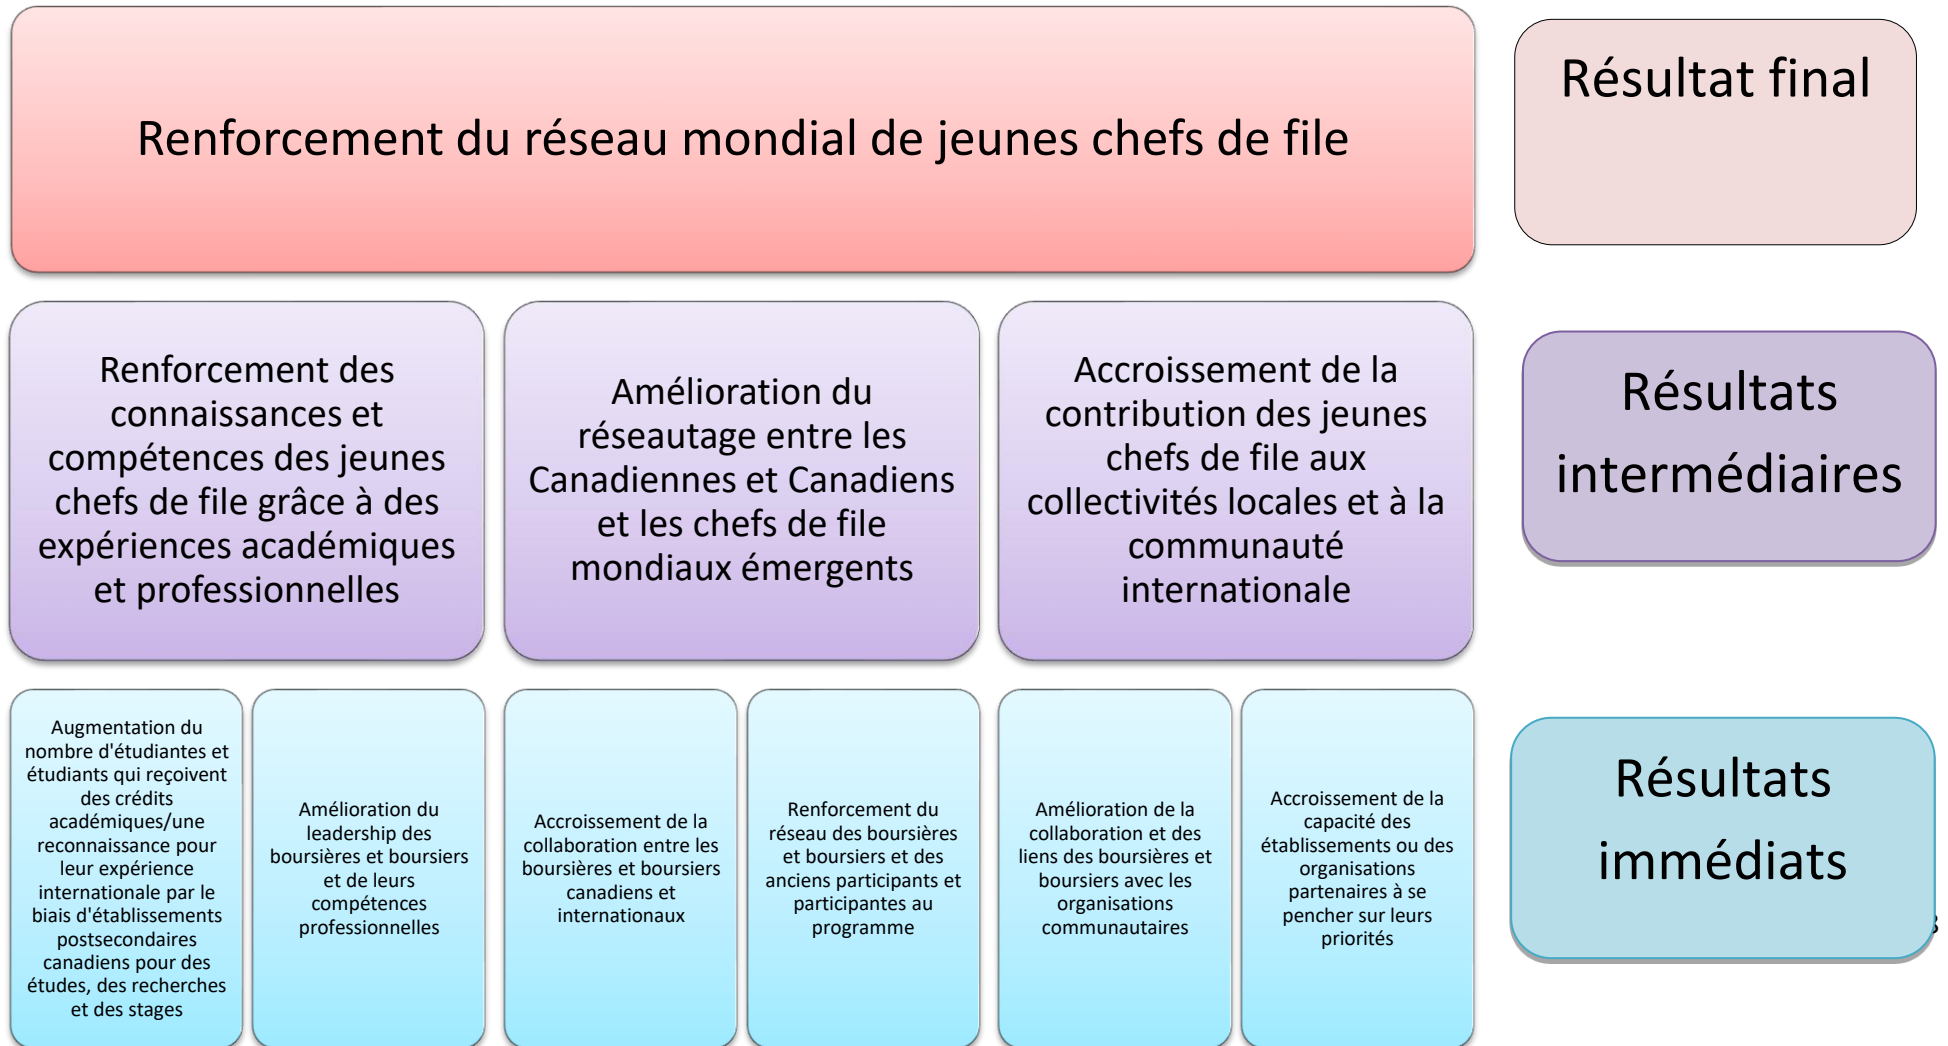 Renforcement du réseau mondial de jeunes chefs de file
Résultat final
Renforcement des
connaissances et
compétences des jeunes
chefs de file grâce à des
expériences académiques
et professionnelles
Amélioration du
réseautage entre les
Canadiennes et Canadiens
et les chefs de file
mondiaux émergents
Accroissement de la
contribution des jeunes
chefs de file aux
collectivités locales et à la
communauté
internationale
Résultats
intermédiaires
Augmentation du
nombre d'étudiantes et
étudiants qui reçoivent
des crédits
académiques/une
reconnaissance pour
leur expérience
internationale par le
biais d'établissements
postsecondaires
canadiens pour des
études, des recherches
et des stages
Amélioration du
leadership des
boursières et boursiers
et de leurs
compétences
professionnelles
Accroissement de la
collaboration entre les
boursières et boursiers
canadiens et
internationaux
Renforcement du
réseau des boursières
et boursiers et des
anciens participants et
participantes au
programme
Amélioration de la
collaboration et des
liens des boursières et
boursiers avec les
organisations
communautaires
Accroissement de la
capacité des
établissements ou des
organisations
partenaires à se
pencher sur leurs
priorités
Résultats
immédiats